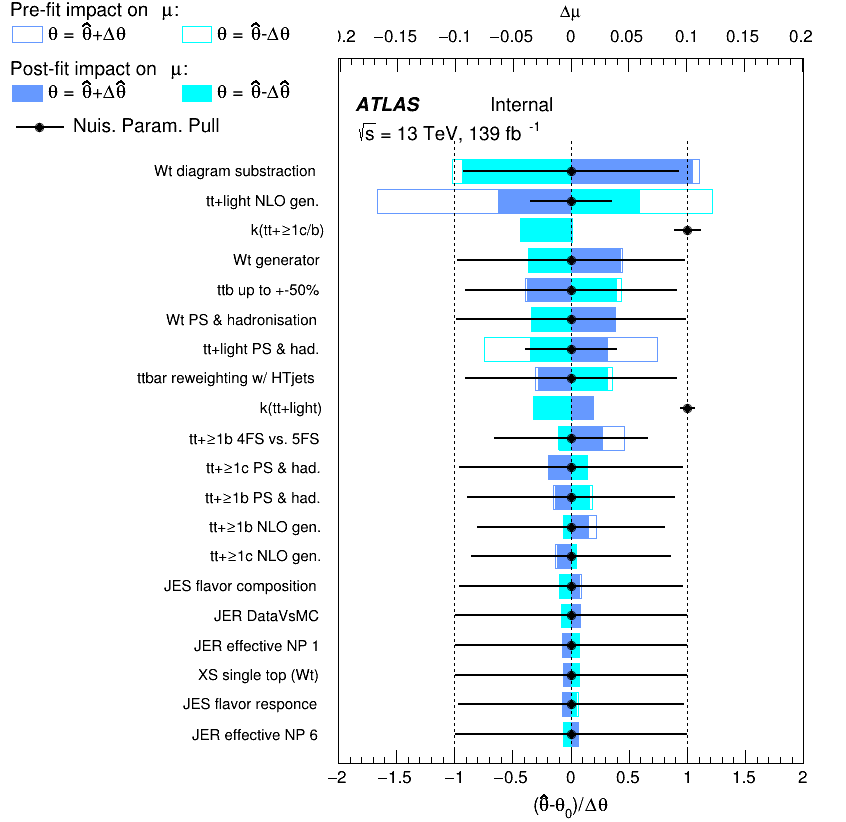 Pre-fit impact on μ:
θ = θ̂+Δθ θ = θ̂-Δθ
Post-fit impact on μ:
θ = θ̂+Δθ̂ θ = θ̂-Δθ̂
Nuis. Param. Pull
Δμ
0.2 −0.15 −0.1 −0.05 0 0.05 0.1 0.15 0.2
ATLAS Internal
√s = 13 TeV, 139 fb⁻¹
Wt diagram substraction
tt+light NLO gen.
k(tt+≥1c/b)
Wt generator
ttb up to +-50%
Wt PS & hadronisation
tt+light PS & had.
ttbar reweighting w/ HTjets
k(tt+light)
tt+≥1b 4FS vs. 5FS
tt+≥1c PS & had.
tt+≥1b PS & had.
tt+≥1b NLO gen.
tt+≥1c NLO gen.
JES flavor composition
JER DataVsMC
JER effective NP 1
XS single top (Wt)
JES flavor responce
JER effective NP 6
−2 −1.5 −1 −0.5 0 0.5 1 1.5 2
(θ̂-θ₀)/Δθ